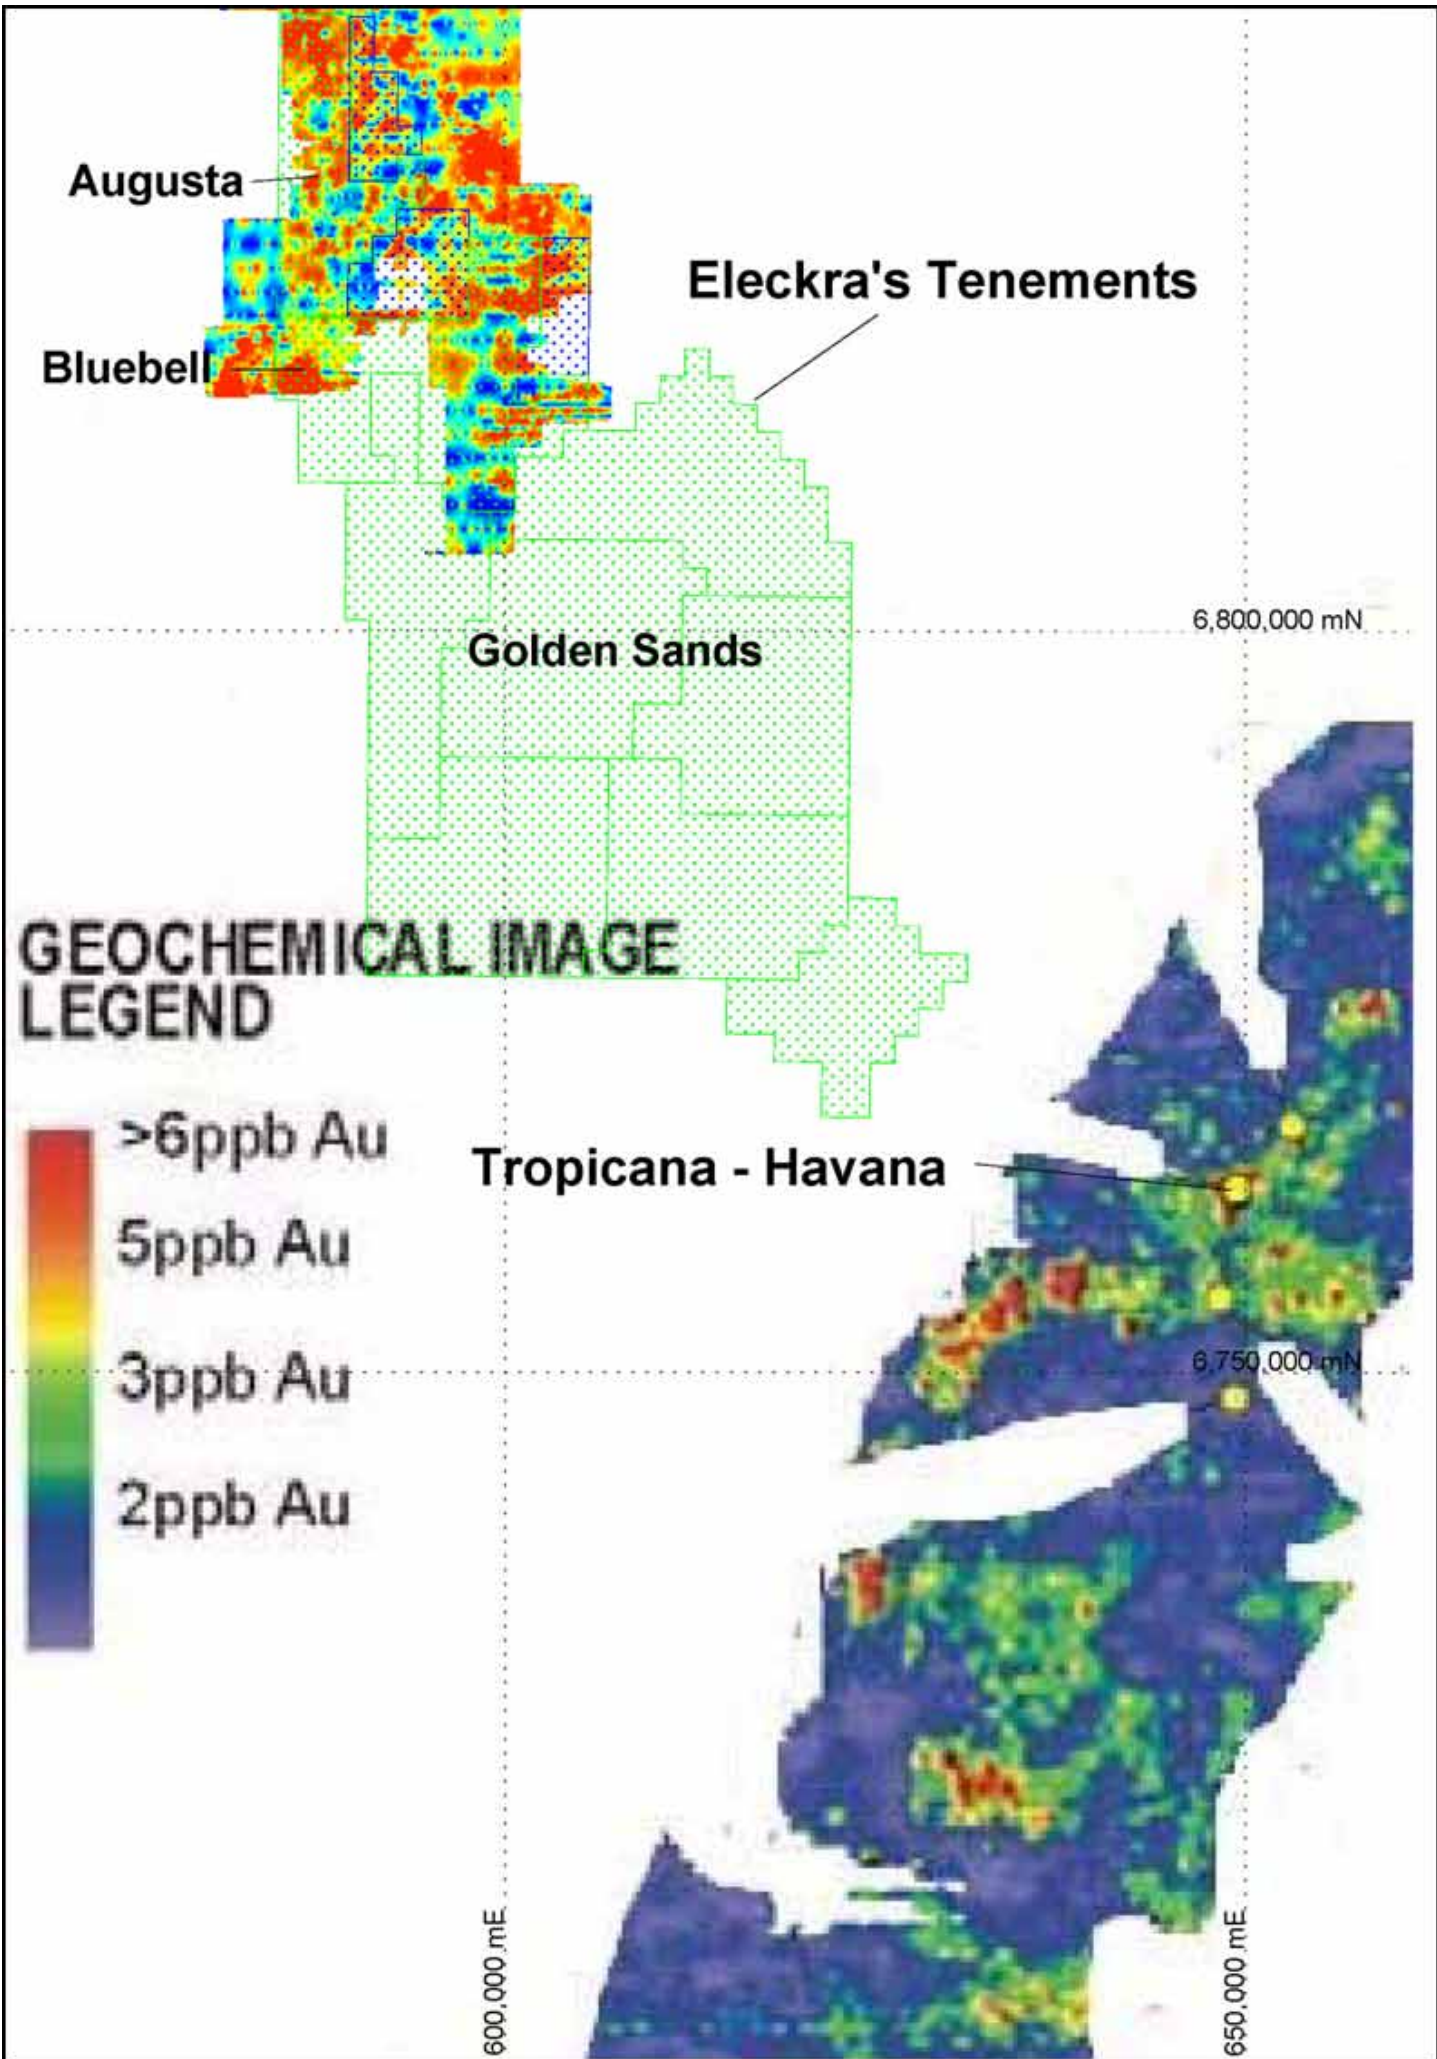 Augusta
Eleckra's Tenements
Bluebell
6,800,000 mN
Golden Sands
GEOCHEMICAL IMAGE
LEGEND
>6ppb Au
Tropicana - Havana
5ppb Au
3ppb Au
6,750,000 mN
2ppb Au
600,000 mE
650,000 mE